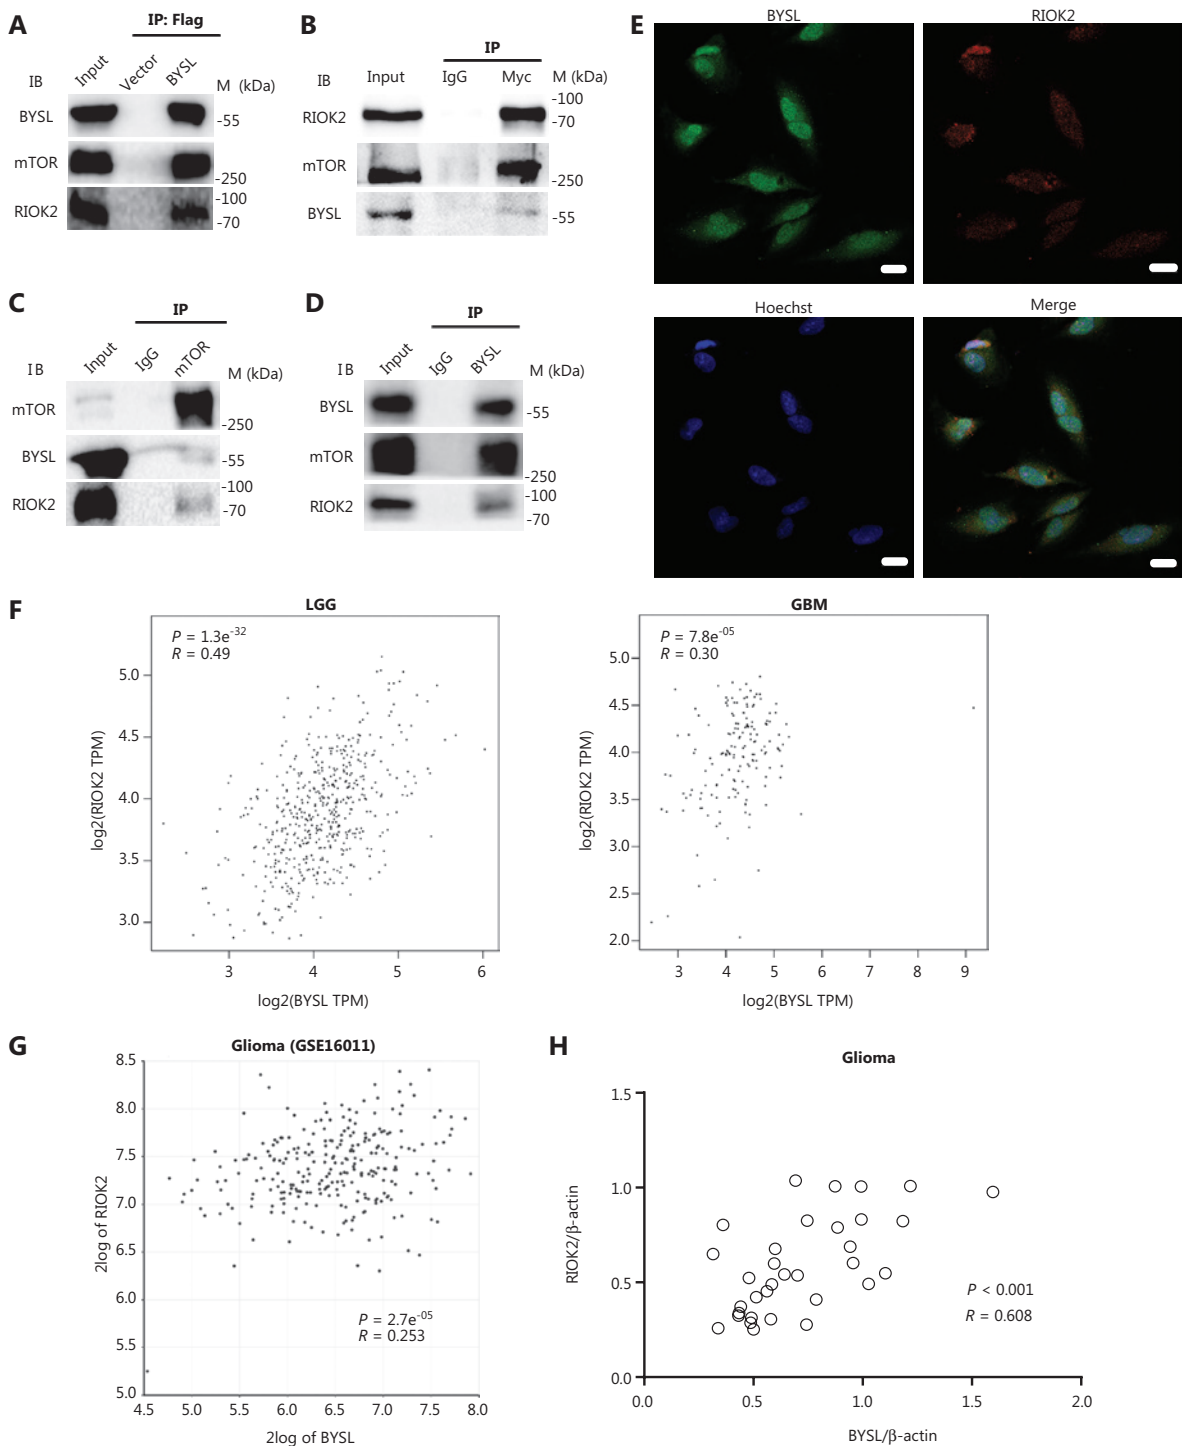 A
IP: Flag
IB
Input
Vector
BYSL
M (kDa)
BYSL
-55
mTOR
-250
RIOK2
-100
-70
B
IP
IB
Input
IgG
Myc
M (kDa)
RIOK2
-100
-70
mTOR
-250
BYSL
-55
C
IP
IB
Input
IgG
mTOR
M (kDa)
mTOR
-250
BYSL
-55
RIOK2
-100
-70
D
IP
IB
Input
IgG
BYSL
M (kDa)
BYSL
-55
mTOR
-250
RIOK2
-100
-70
E
BYSL
RIOK2
Hoechst
Merge
F
LGG
P = 1.3e-32
R = 0.49
log2(RIOK2 TPM)
5.0
4.5
4.0
3.5
3.0
3 4 5 6
log2(BYSL TPM)
GBM
P = 7.8e-05
R = 0.30
log2(RIOK2 TPM)
5.0
4.5
4.0
3.5
3.0
2.5
2.0
3 4 5 6 7 8 9
log2(BYSL TPM)
G
Glioma (GSE16011)
2log of RIOK2
8.5
8.0
7.5
7.0
6.5
6.0
5.5
5.0
P = 2.7e-05
R = 0.253
4.5 5.0 5.5 6.0 6.5 7.0 7.5 8.0
2log of BYSL
H
Glioma
RIOK2/β-actin
1.5
1.0
0.5
0.0
P < 0.001
R = 0.608
0.0 0.5 1.0 1.5 2.0
BYSL/β-actin